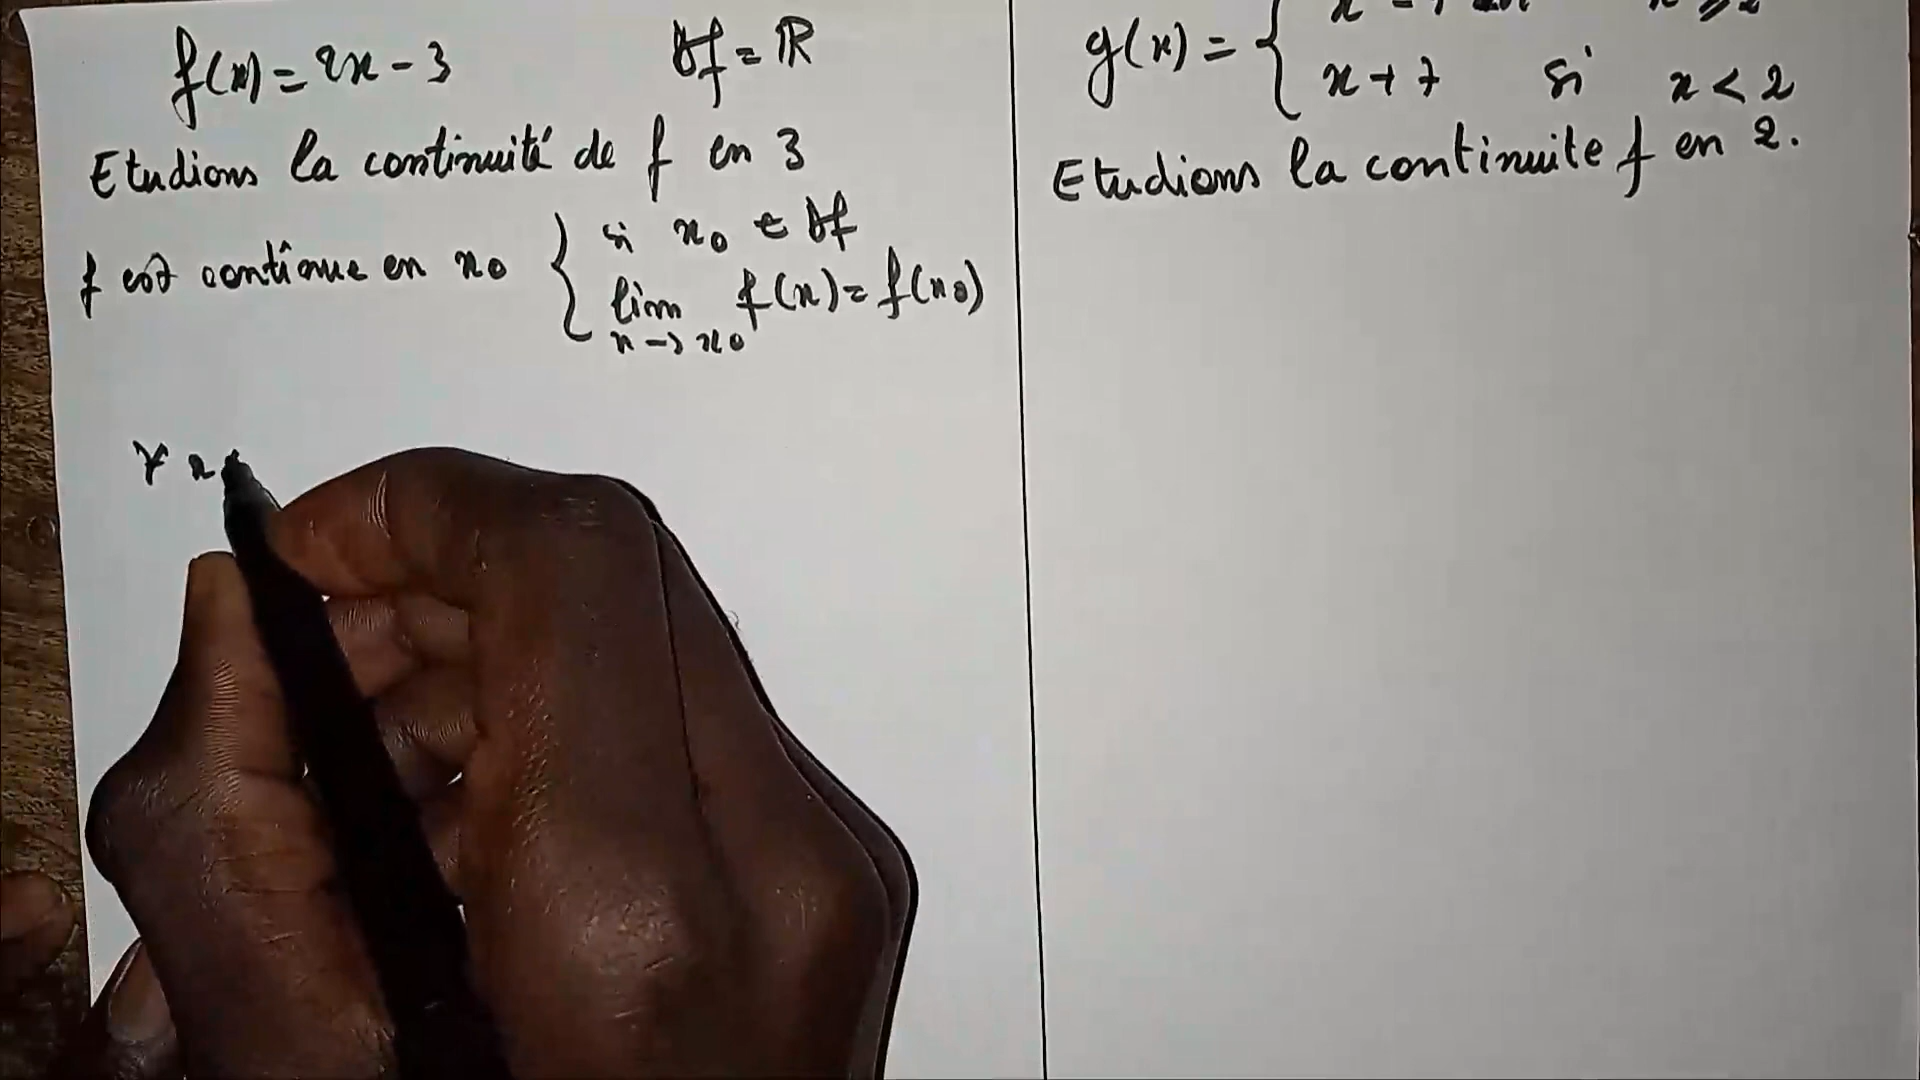 f(x) = 2x - 3 Df = ℝ
Etudions la continuité de f en 3
f est continue en x₀ { si x₀ ∈ Df
lim f(x) = f(x₀)
x → x₀
* x
g(x) = { x ≥ 2
x + 7 si x < 2
Etudions la continuite f en 2.